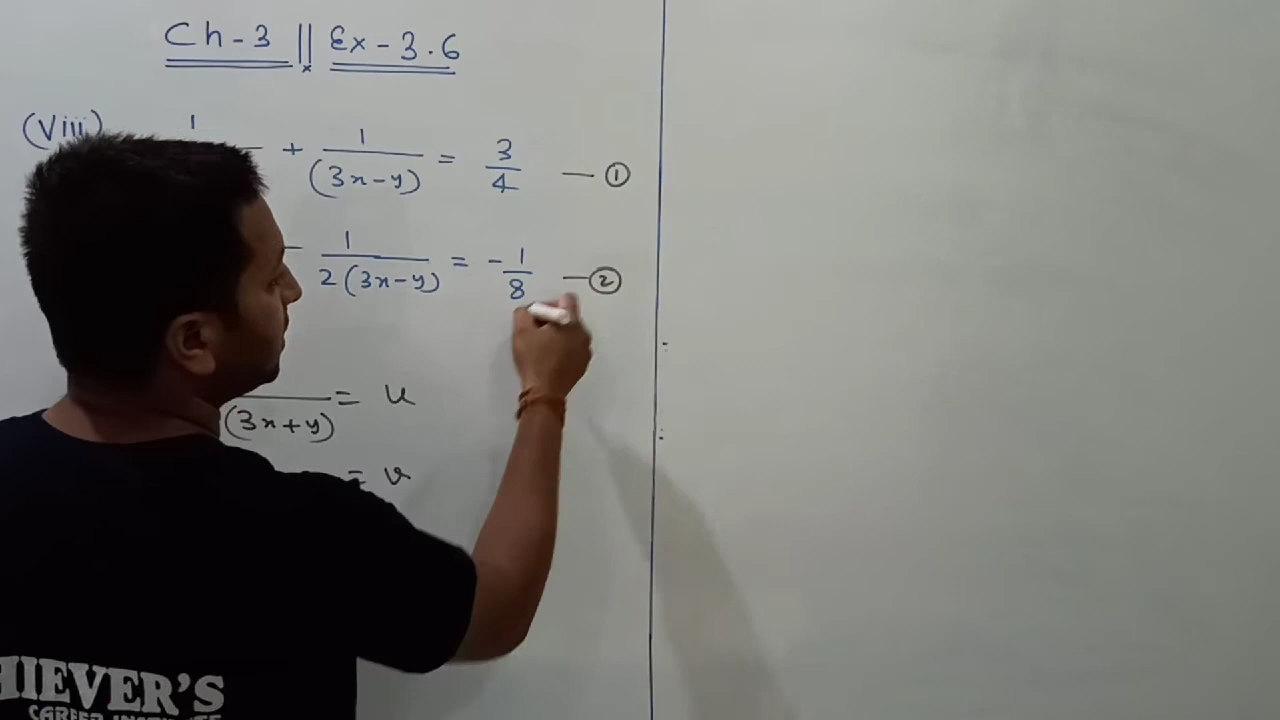 Ch-3 || Ex-3.6
(Viii) 1 + 1/(3x-y) = 3/4 — ①
- 1/2(3x-y) = -1/8 — ②
/(3x+y) = u
= v
HIEVER'S
CAREER INSTITUTE